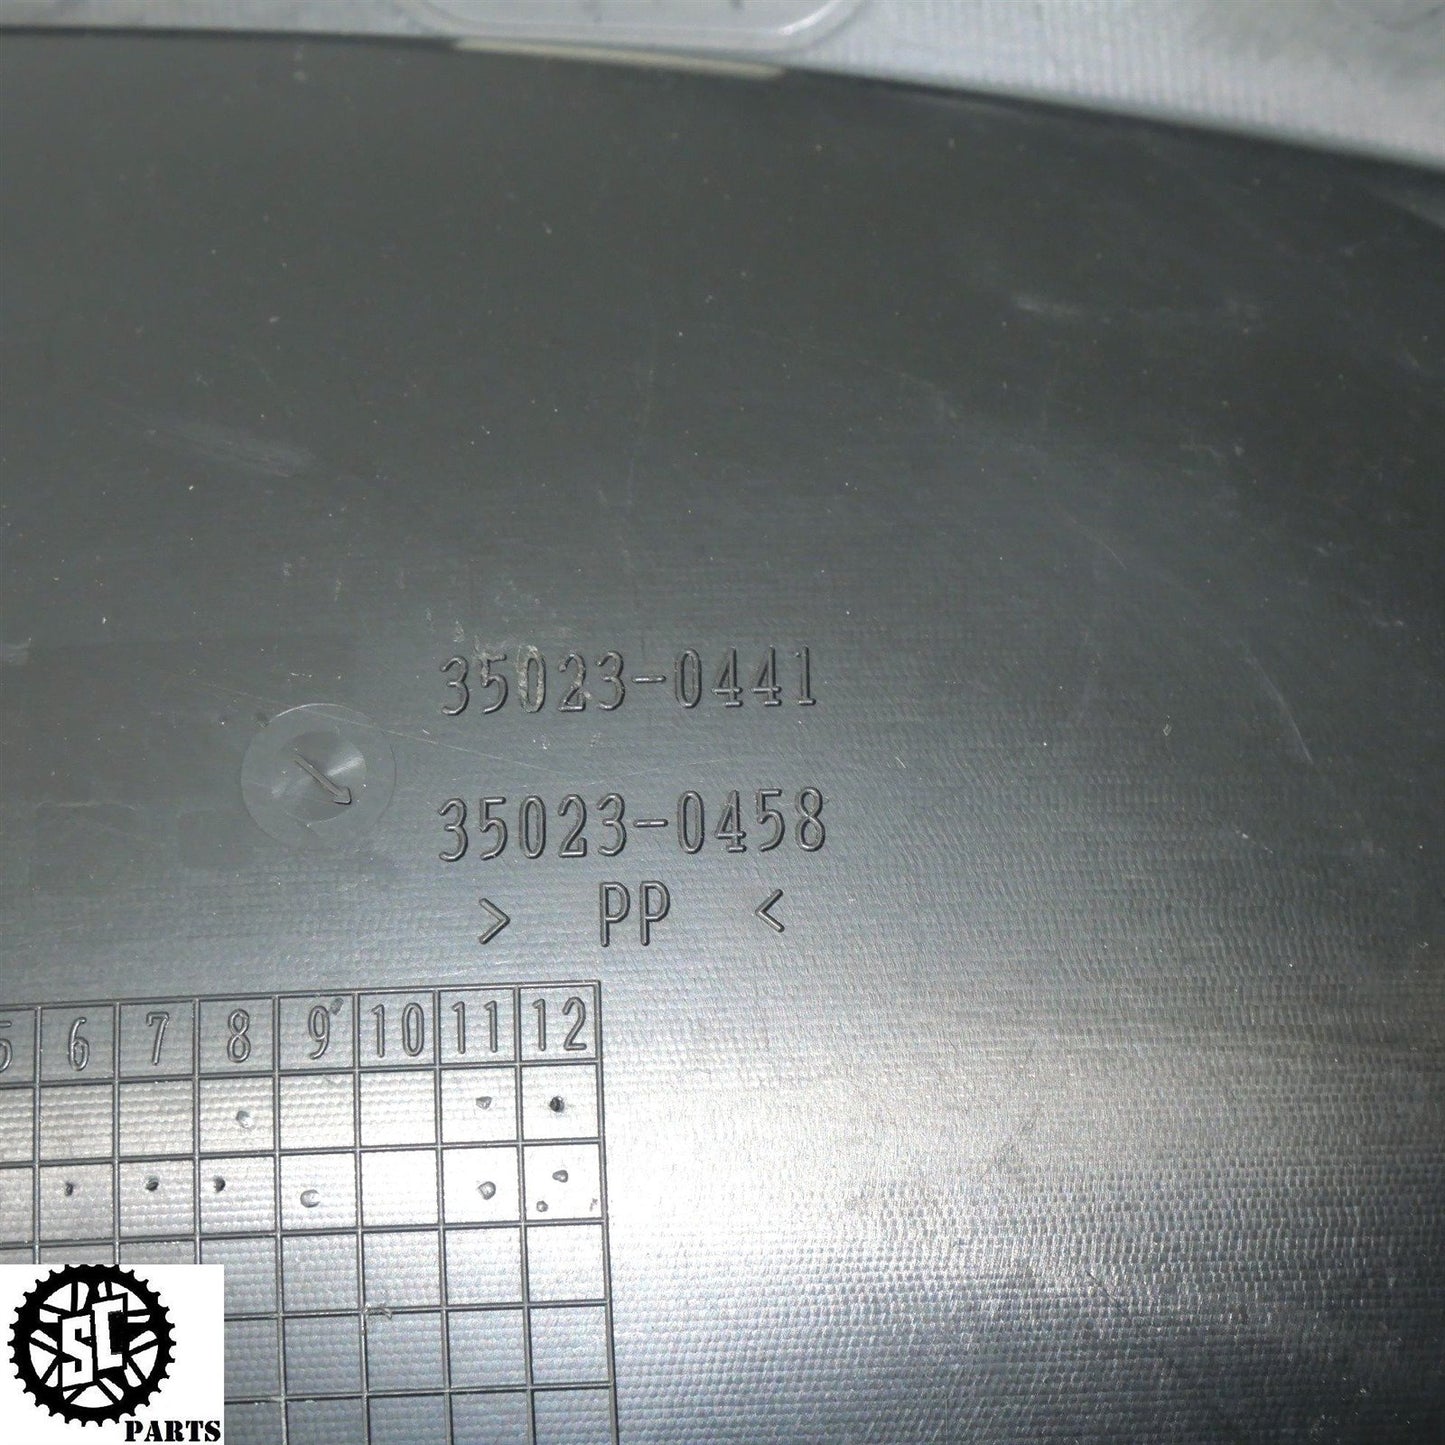 35023-0441
35023-0458
> PP <
5 6 7 8 9 10 11 12
SC
PARTS